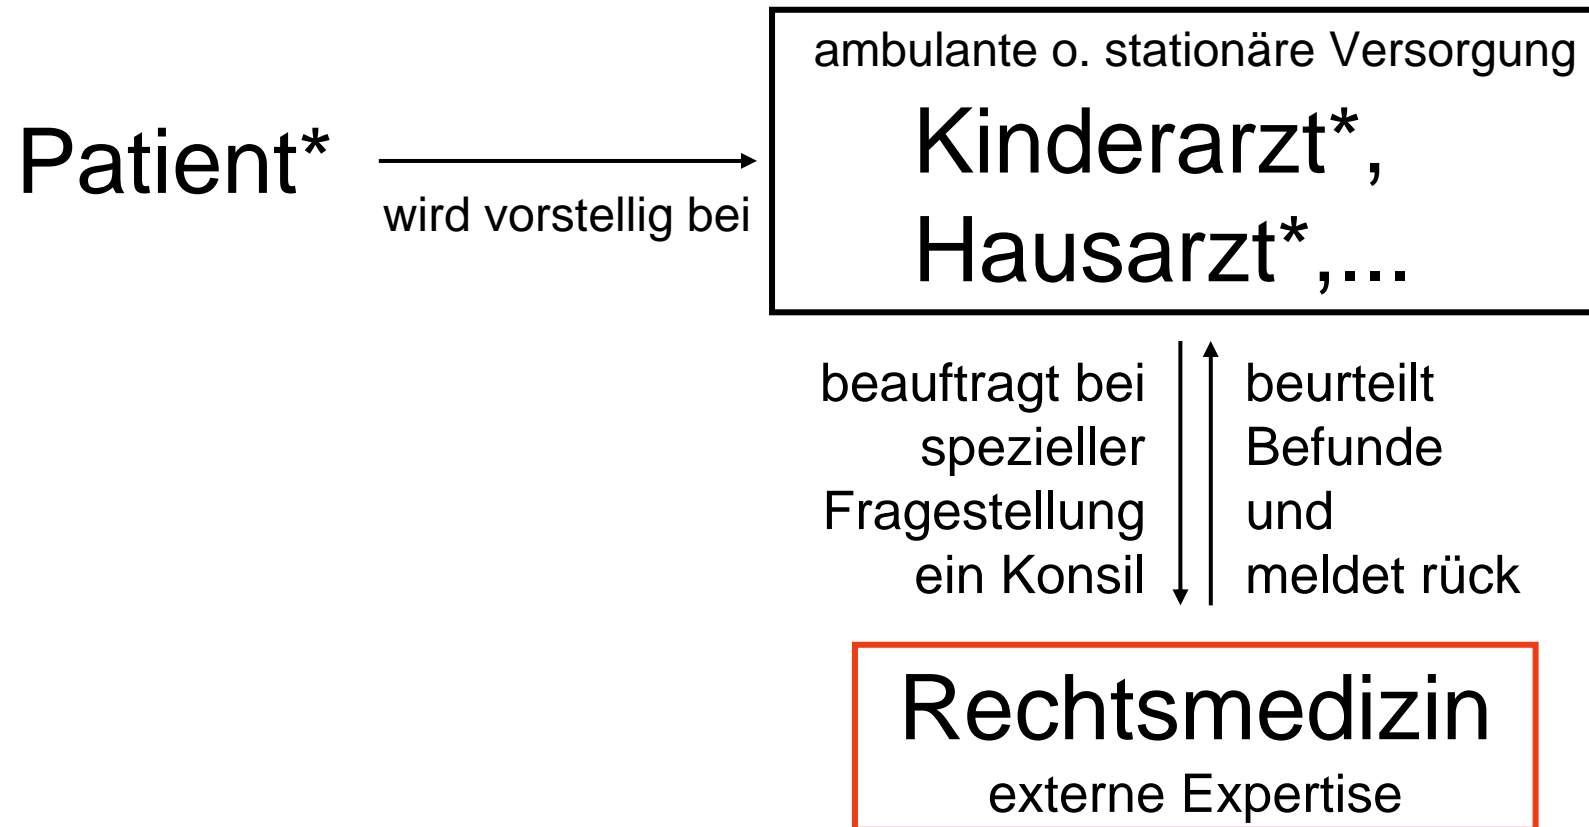 Patient*
wird vorstellig bei
ambulante o. stationäre Versorgung
Kinderarzt*,
Hausarzt*,...
beauftragt bei
spezieller
Fragestellung
ein Konsil
beurteilt
Befunde
und
meldet rück
Rechtsmedizin
externe Expertise